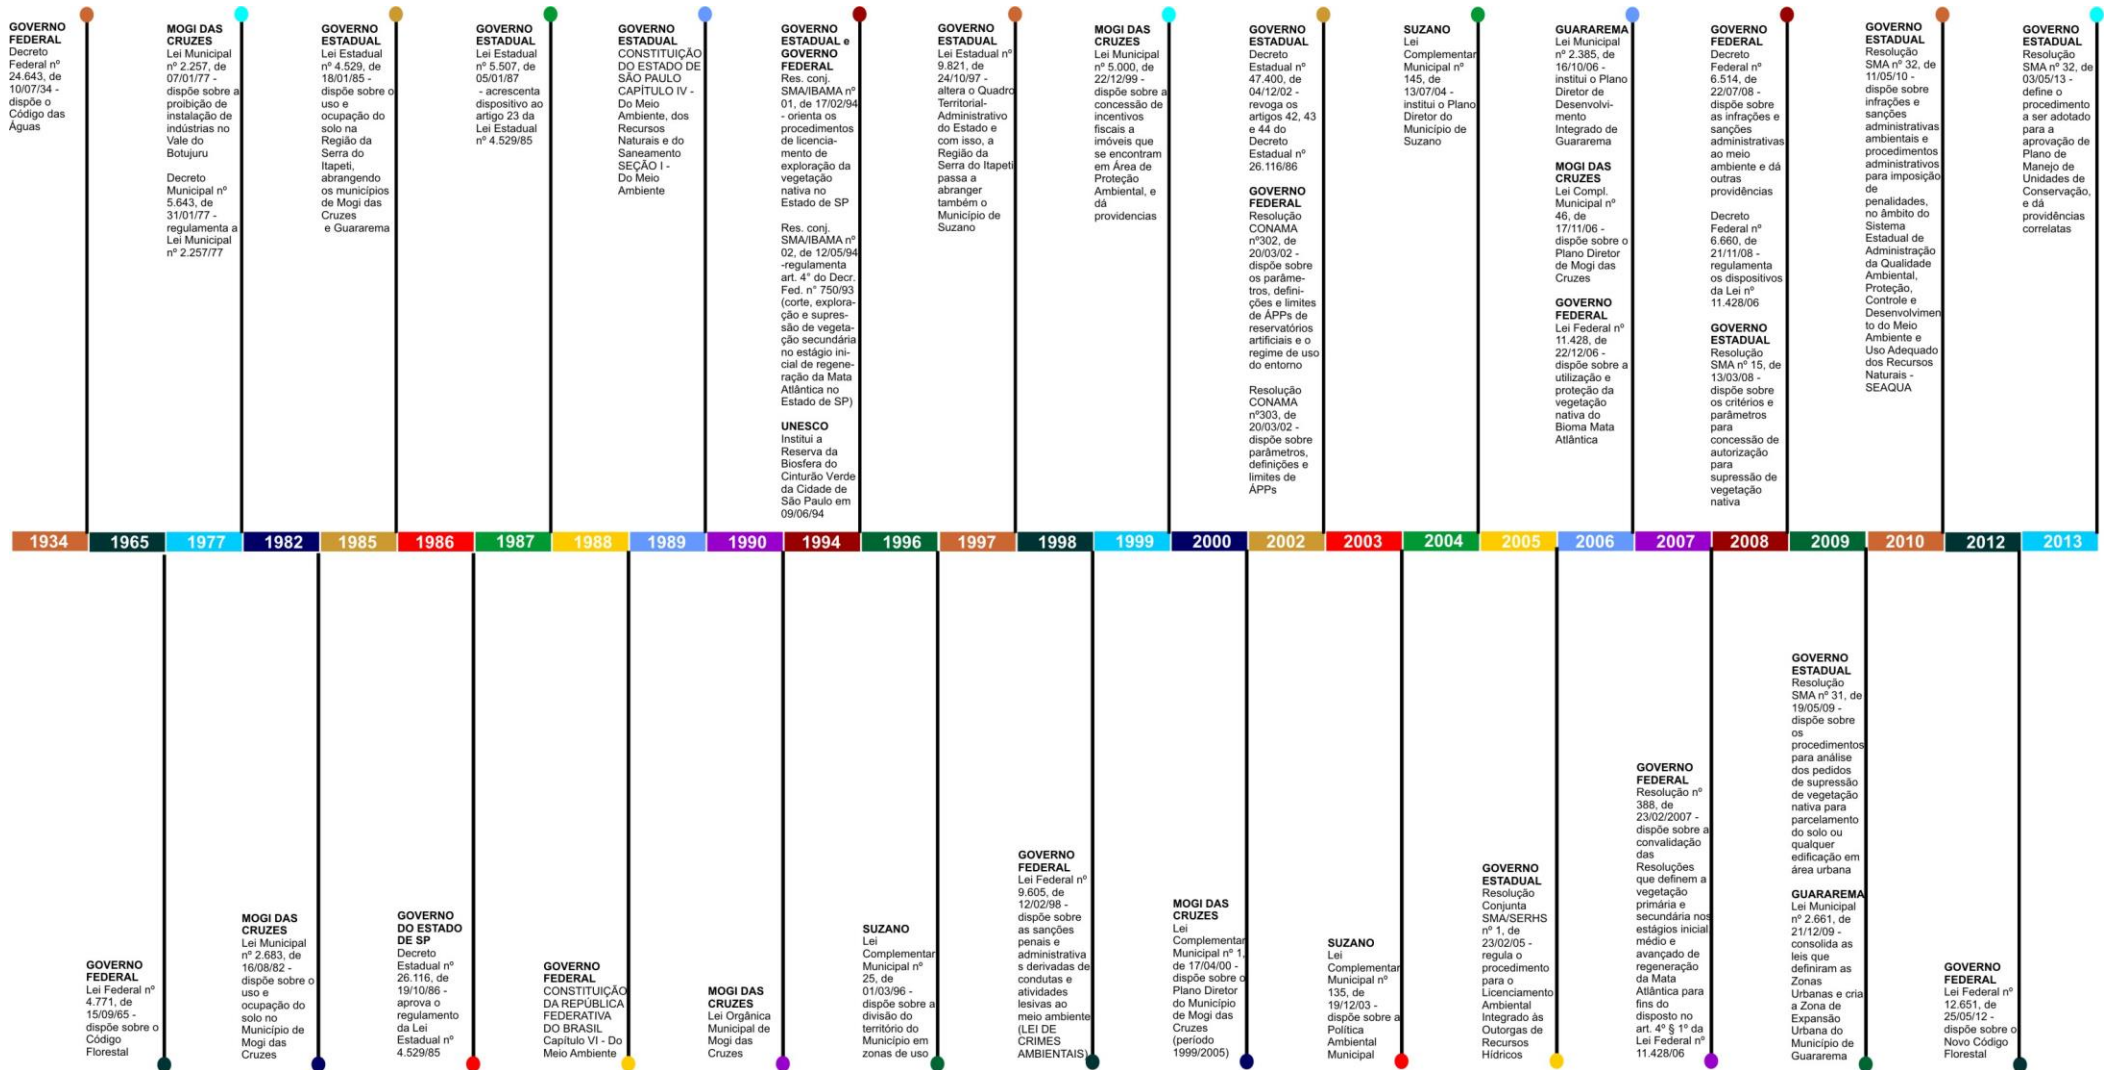 GOVERNO
FEDERAL
Decreto
Federal nº
24.643, de
10/07/34 -
dispõe o
Código das
Águas
MOGI DAS
CRUZES
Lei Municipal
nº 2.257, de
07/01/77 -
dispõe sobre a
proibição de
instalação de
indústrias no
Vale do
Botujuru
Decreto
Municipal nº
5.643, de
31/01/77 -
regulamenta a
Lei Municipal
nº 2.257/77
GOVERNO
ESTADUAL
Lei Estadual
nº 4.529, de
18/01/85 -
dispõe sobre o
uso e
ocupação do
solo na
Região da
Serra do
Itapeti,
abrangendo
os municípios
de Mogi das
Cruzes
e Guararema
GOVERNO
ESTADUAL
Lei Estadual
nº 5.507, de
05/01/87
- acrescenta
dispositivo ao
artigo 23 da
Lei Estadual
nº 4.529/85
GOVERNO
ESTADUAL
CONSTITUIÇÃO
DO ESTADO DE
SÃO PAULO
CAPÍTULO IV -
Do Meio
Ambiente, dos
Recursos
Naturais e do
Saneamento
SEÇÃO I -
Do Meio
Ambiente
GOVERNO
ESTADUAL e
GOVERNO
FEDERAL
Res. conj.
SMA/IBAMA nº
01, de 17/02/94
- orienta os
procedimentos
de licencia-
mento de
exploração da
vegetação
nativa no
Estado de SP
Res. conj.
SMA/IBAMA nº
02, de 12/05/94
-regulamenta
art. 4° do Decr.
Fed. n° 750/93
(corte, explora-
ção e supres-
são de vegeta-
ção secundária
no estágio ini-
cial de regene-
ração da Mata
Atlântica no
Estado de SP)
UNESCO
Institui a
Reserva da
Biosfera do
Cinturão Verde
da Cidade de
São Paulo em
09/06/94
GOVERNO
ESTADUAL
Lei Estadual nº
9.821, de
24/10/97 -
altera o Quadro
Territorial-
Administrativo
do Estado e
com isso, a
Região da
Serra do Itapeti
passa a
abranger
também o
Município de
Suzano
MOGI DAS
CRUZES
Lei Municipal
nº 5.000, de
22/12/99 -
dispõe sobre a
concessão de
incentivos
fiscais a
imóveis que
se encontram
em Área de
Proteção
Ambiental, e
dá
providencias
GOVERNO
ESTADUAL
Decreto
Estadual nº
47.400, de
04/12/02 -
revoga os
artigos 42, 43
e 44 do
Decreto
Estadual nº
26.116/86
GOVERNO
FEDERAL
Resolução
CONAMA
nº302, de
20/03/02 -
dispõe sobre
os parâme-
tros, defini-
ções e limites
de ÁPPs de
reservatórios
artificiais e o
regime de uso
do entorno
Resolução
CONAMA
nº303, de
20/03/02 -
dispõe sobre
parâmetros,
definições e
limites de
ÁPPs
SUZANO
Lei
Complementar
Municipal nº
145, de
13/07/04 -
institui o Plano
Diretor do
Município de
Suzano
GUARAREMA
Lei Municipal
nº 2.385, de
16/10/06 -
institui o Plano
Diretor de
Desenvolvi-
mento
Integrado de
Guararema
MOGI DAS
CRUZES
Lei Compl.
Municipal nº
46, de
17/11/06 -
dispõe sobre o
Plano Diretor
de Mogi das
Cruzes
GOVERNO
FEDERAL
Lei Federal nº
11.428, de
22/12/06 -
dispõe sobre a
utilização e
proteção da
vegetação
nativa do
Bioma Mata
Atlântica
GOVERNO
FEDERAL
Decreto
Federal nº
6.514, de
22/07/08 -
dispõe sobre
as infrações e
sanções
administrativas
ao meio
ambiente e dá
outras
providências
Decreto
Federal nº
6.660, de
21/11/08 -
regulamenta
os dispositivos
da Lei nº
11.428/06
GOVERNO
ESTADUAL
Resolução
SMA nº 15, de
13/03/08 -
dispõe sobre
os critérios e
parâmetros
para
concessão de
autorização
para
supressão de
vegetação
nativa
GOVERNO
ESTADUAL
Resolução
SMA nº 32, de
11/05/10 -
dispõe sobre
infrações e
sanções
administrativas
ambientais e
procedimentos
administrativos
para imposição
de
penalidades,
no âmbito do
Sistema
Estadual de
Administração
da Qualidade
Ambiental,
Proteção,
Controle e
Desenvolvimen
to do Meio
Ambiente e
Uso Adequado
dos Recursos
Naturais -
SEAQUA
GOVERNO
ESTADUAL
Resolução
SMA nº 32, de
03/05/13 -
define o
procedimento
a ser adotado
para a
aprovação de
Plano de
Manejo de
Unidades de
Conservação,
e dá
providências
correlatas
1934 1965 1977 1982 1985 1986 1987 1988 1989 1990 1994 1996 1997 1998 1999 2000 2002 2003 2004 2005 2006 2007 2008 2009 2010 2012 2013
GOVERNO
FEDERAL
Lei Federal nº
4.771, de
15/09/65 -
dispõe sobre o
Código
Florestal
MOGI DAS
CRUZES
Lei Municipal
nº 2.683, de
16/08/82 -
dispõe sobre o
uso e
ocupação do
solo no
Município de
Mogi das
Cruzes
GOVERNO
DO ESTADO
DE SP
Decreto
Estadual nº
26.116, de
19/10/86 -
aprova o
regulamento
da Lei
Estadual nº
4.529/85
GOVERNO
FEDERAL
CONSTITUIÇÃO
DA REPÚBLICA
FEDERATIVA
DO BRASIL
Capítulo VI - Do
Meio Ambiente
MOGI DAS
CRUZES
Lei Orgânica
Municipal de
Mogi das
Cruzes
SUZANO
Lei
Complementar
Municipal nº
25, de
01/03/96 -
dispõe sobre a
divisão do
território do
Município em
zonas de uso
GOVERNO
FEDERAL
Lei Federal nº
9.605, de
12/02/98 -
dispõe sobre
as sanções
penais e
administrativa
s derivadas de
condutas e
atividades
lesivas ao
meio ambiente
(LEI DE
CRIMES
AMBIENTAIS)
MOGI DAS
CRUZES
Lei
Complementar
Municipal nº 1,
de 17/04/00 -
dispõe sobre o
Plano Diretor
do Município
de Mogi das
Cruzes
(período
1999/2005)
SUZANO
Lei
Complementar
Municipal nº
135, de
19/12/03 -
dispõe sobre a
Política
Ambiental
Municipal
GOVERNO
ESTADUAL
Resolução
Conjunta
SMA/SERHS
nº 1, de
23/02/05 -
regula o
procedimento
para o
Licenciamento
Ambiental
Integrado às
Outorgas de
Recursos
Hídricos
GOVERNO
FEDERAL
Resolução nº
388, de
23/02/2007 -
dispõe sobre a
convalidação
das
Resoluções
que definem a
vegetação
primária e
secundária nos
estágios inicial,
médio e
avançado de
regeneração
da Mata
Atlântica para
fins do
disposto no
art. 4º § 1º da
Lei Federal nº
11.428/06
GOVERNO
ESTADUAL
Resolução
SMA nº 31, de
19/05/09 -
dispõe sobre
os
procedimentos
para análise
dos pedidos
de supressão
de vegetação
nativa para
parcelamento
do solo ou
qualquer
edificação em
área urbana
GUARAREMA
Lei Municipal
nº 2.661, de
21/12/09 -
consolida as
leis que
definiram as
Zonas
Urbanas e cria
a Zona de
Expansão
Urbana do
Município de
Guararema
GOVERNO
FEDERAL
Lei Federal nº
12.651, de
25/05/12 -
dispõe sobre o
Novo Código
Florestal